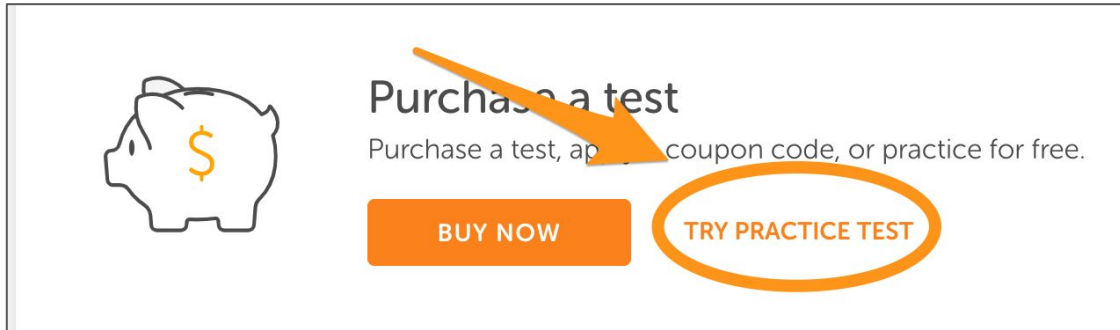 $
Purchase a test
Purchase a test, a coupon code, or practice for free.
BUY NOW
TRY PRACTICE TEST